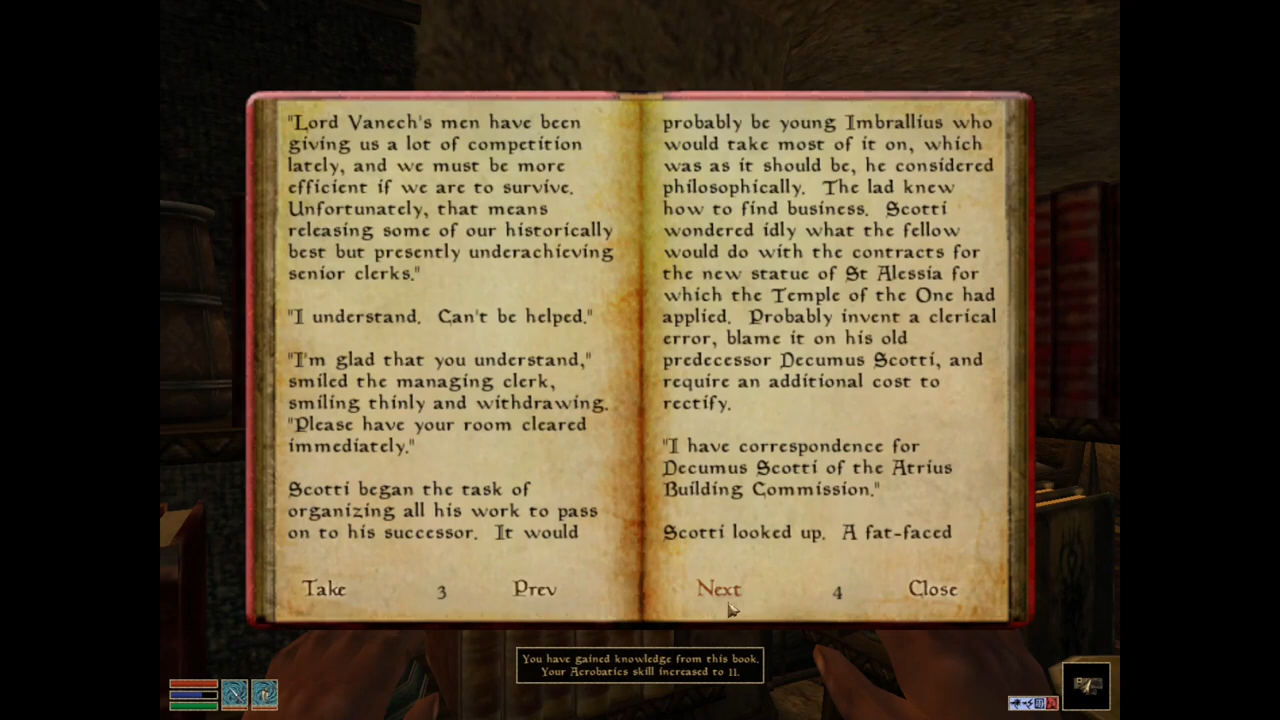 "Lord Vanech's men have been
giving us a lot of competition
lately, and we must be more
efficient if we are to survive.
Unfortunately, that means
releasing some of our historically
best but presently underachieving
senior clerks."
"I understand. Can't be helped."
"I'm glad that you understand,"
smiled the managing clerk,
smiling thinly and withdrawing.
"Please have your room cleared
immediately."
Scotti began the task of
organizing all his work to pass
on to his successor. It would
probably be young Imbrallius who
would take most of it on, which
was as it should be, he considered
philosophically. The lad knew
how to find business. Scotti
wondered idly what the fellow
would do with the contracts for
the new statue of St Alessia for
which the Temple of the One had
applied. Probably invent a clerical
error, blame it on his old
predecessor Decumus Scotti, and
require an additional cost to
rectify.
"I have correspondence for
Decumus Scotti of the Atrius
Building Commission."
Scotti looked up. A fat-faced
Take 3 Prev Next 4 Close
You have gained knowledge from this book.
Your Acrobatics skill increased to 11.